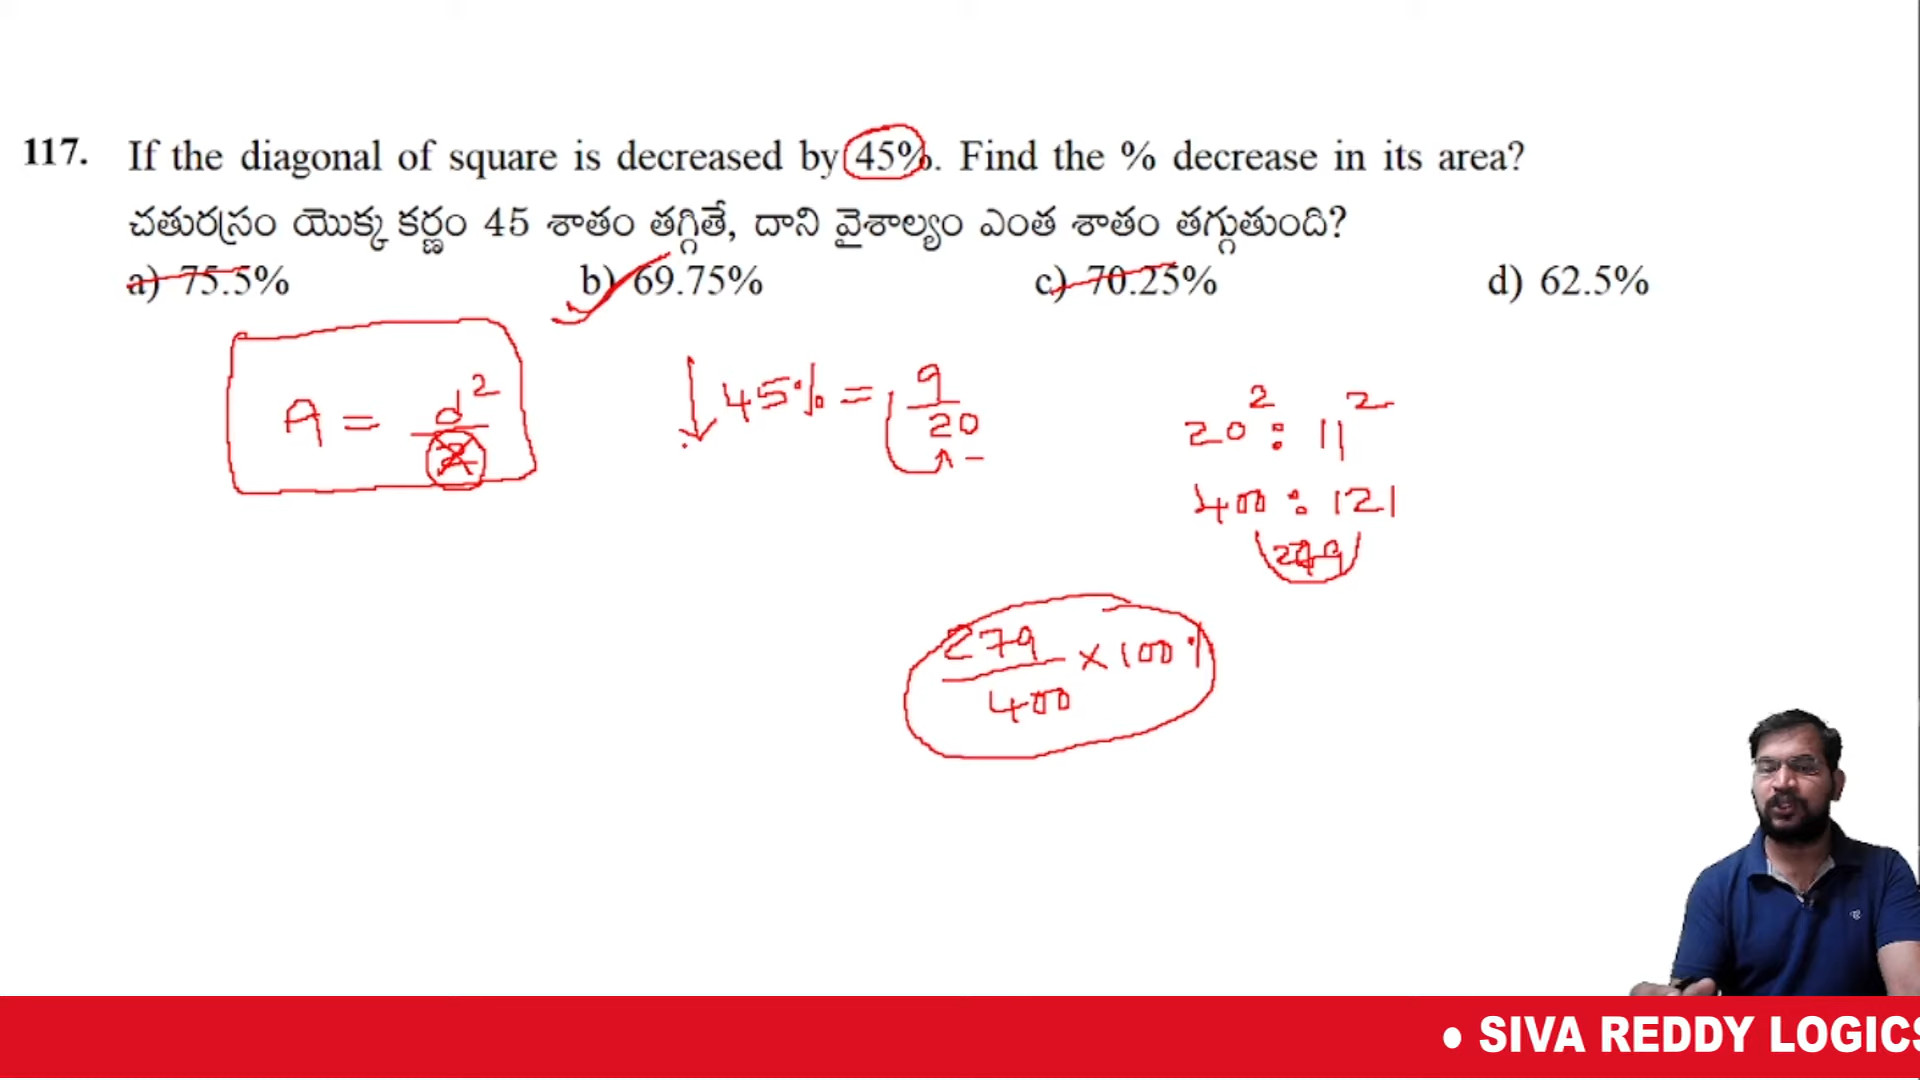 117. If the diagonal of square is decreased by 45%. Find the % decrease in its area?
చతురస్రం యొక్క కర్ణం 45 శాతం తగ్గితే, దాని వైశాల్యం ఎంత శాతం తగ్గుతుంది?
a) 75.5% b) 69.75% c) 70.25% d) 62.5%
A = d²/2
↓ 45% = 9/20
20² : 11²
400 : 121
279
279/400 × 100%
• SIVA REDDY LOGICS